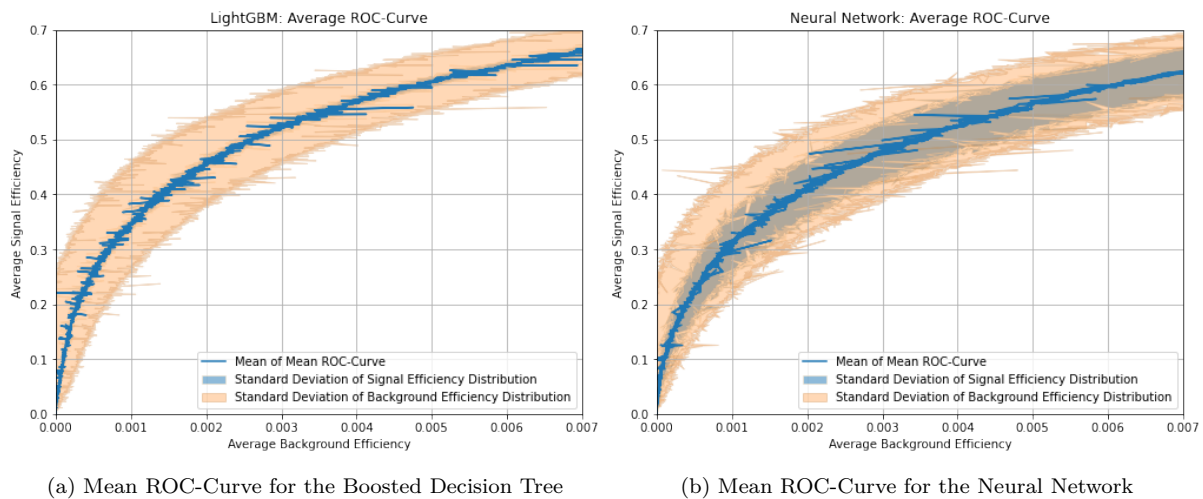 LightGBM: Average ROC-Curve
0.7
0.6
0.5
0.4
0.3
0.2
0.1
0.0
Average Signal Efficiency
Mean of Mean ROC-Curve
Standard Deviation of Signal Efficiency Distribution
Standard Deviation of Background Efficiency Distribution
0.000 0.001 0.002 0.003 0.004 0.005 0.006 0.007
Average Background Efficiency
(a) Mean ROC-Curve for the Boosted Decision Tree
Neural Network: Average ROC-Curve
0.7
0.6
0.5
0.4
0.3
0.2
0.1
0.0
Average Signal Efficiency
Mean of Mean ROC-Curve
Standard Deviation of Signal Efficiency Distribution
Standard Deviation of Background Efficiency Distribution
0.000 0.001 0.002 0.003 0.004 0.005 0.006 0.007
Average Background Efficiency
(b) Mean ROC-Curve for the Neural Network